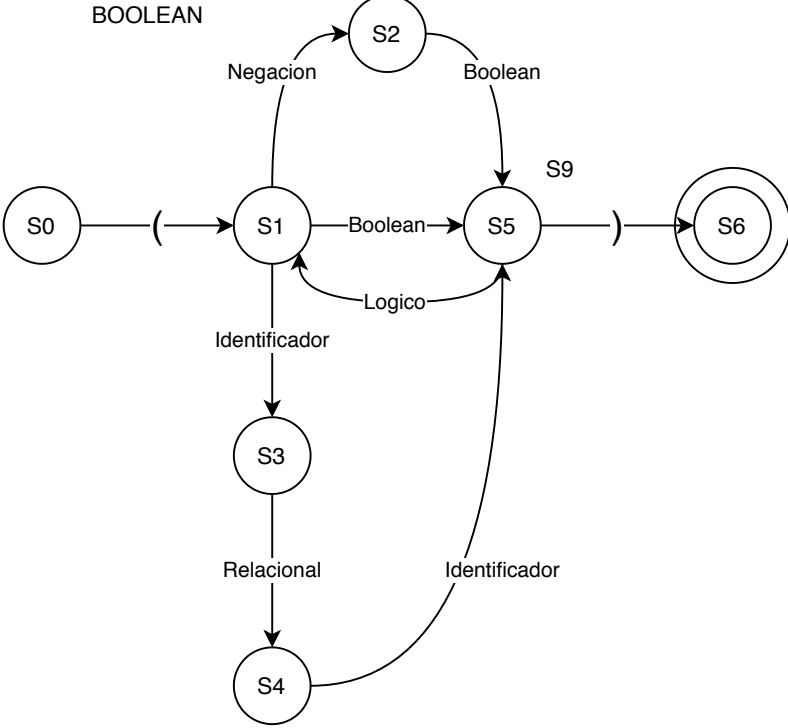 BOOLEAN
S2
Negacion
Boolean
S9
S0
(
S1
Boolean
S5
)
S6
Logico
Identificador
S3
Relacional
Identificador
S4